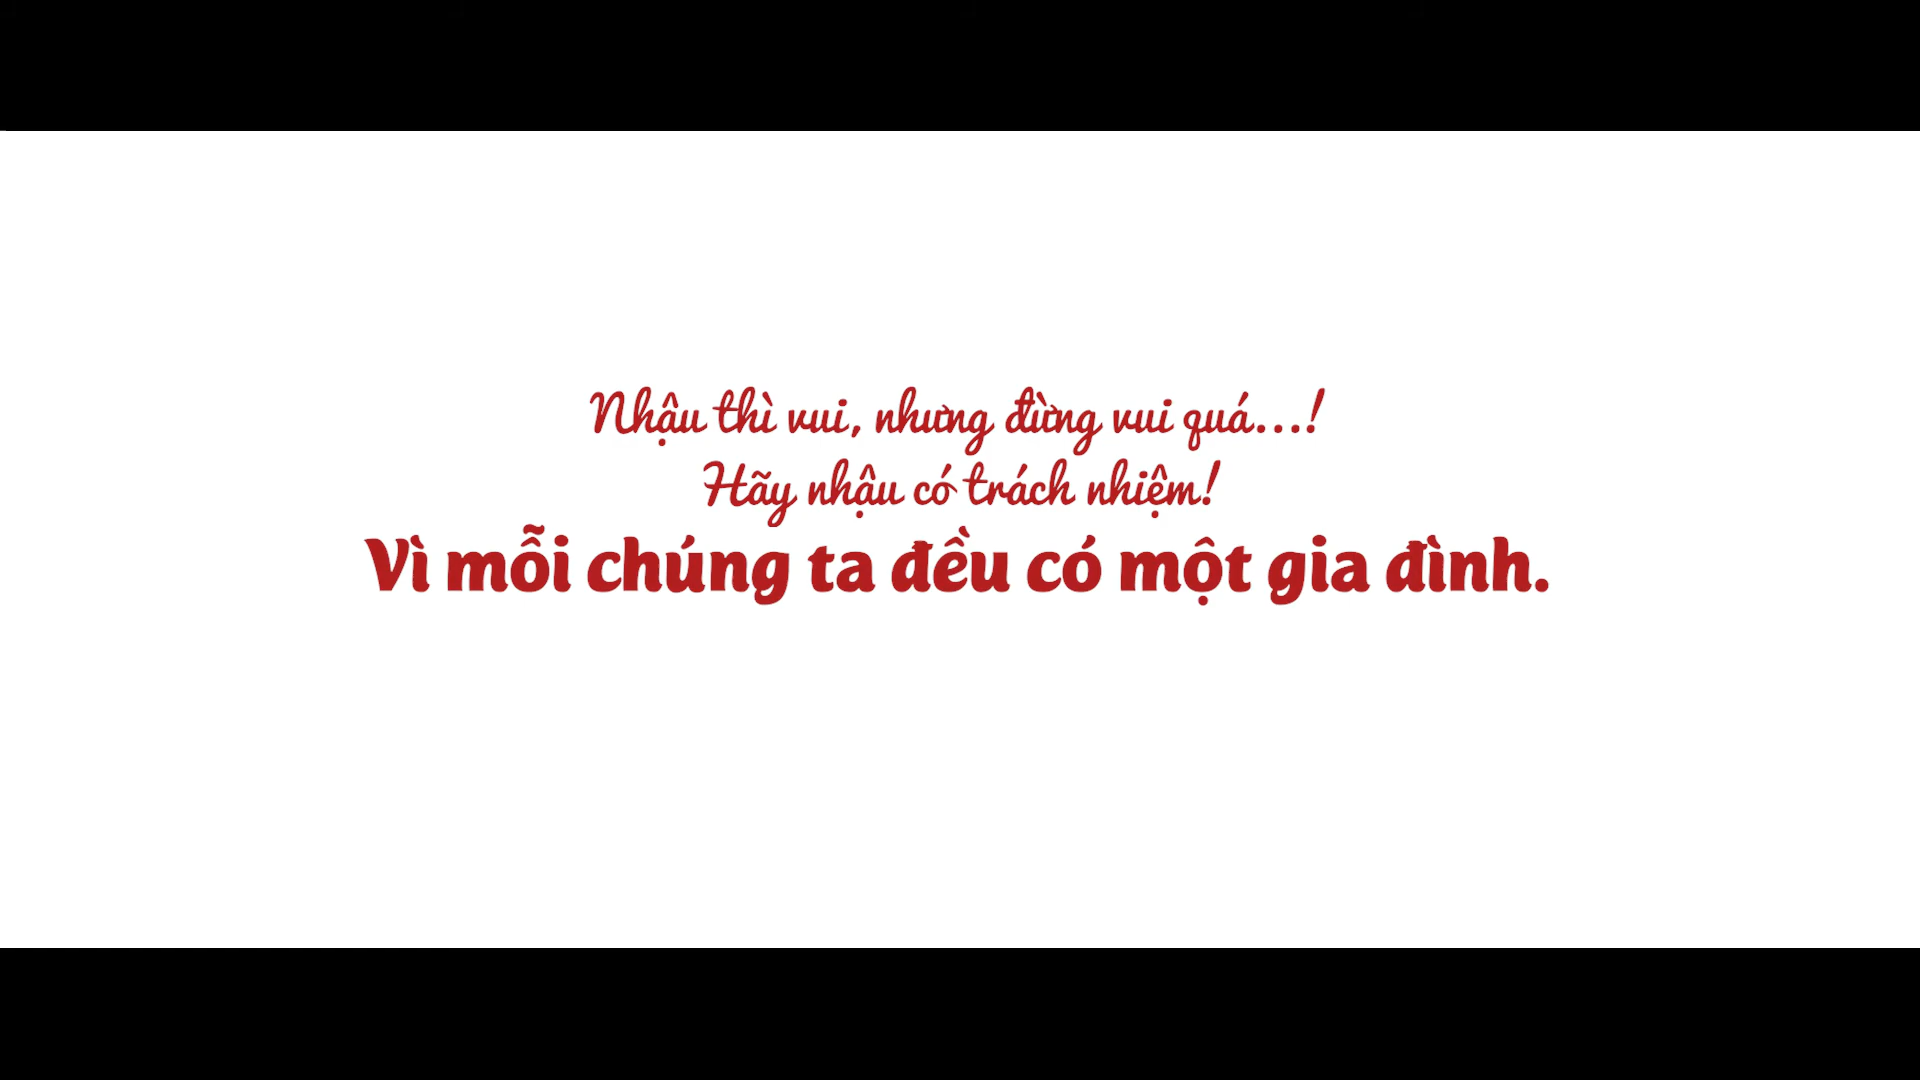 Nhậu thì vui, nhưng đừng vui quá...!
Hãy nhậu có trách nhiệm!
Vì mỗi chúng ta đều có một gia đình.